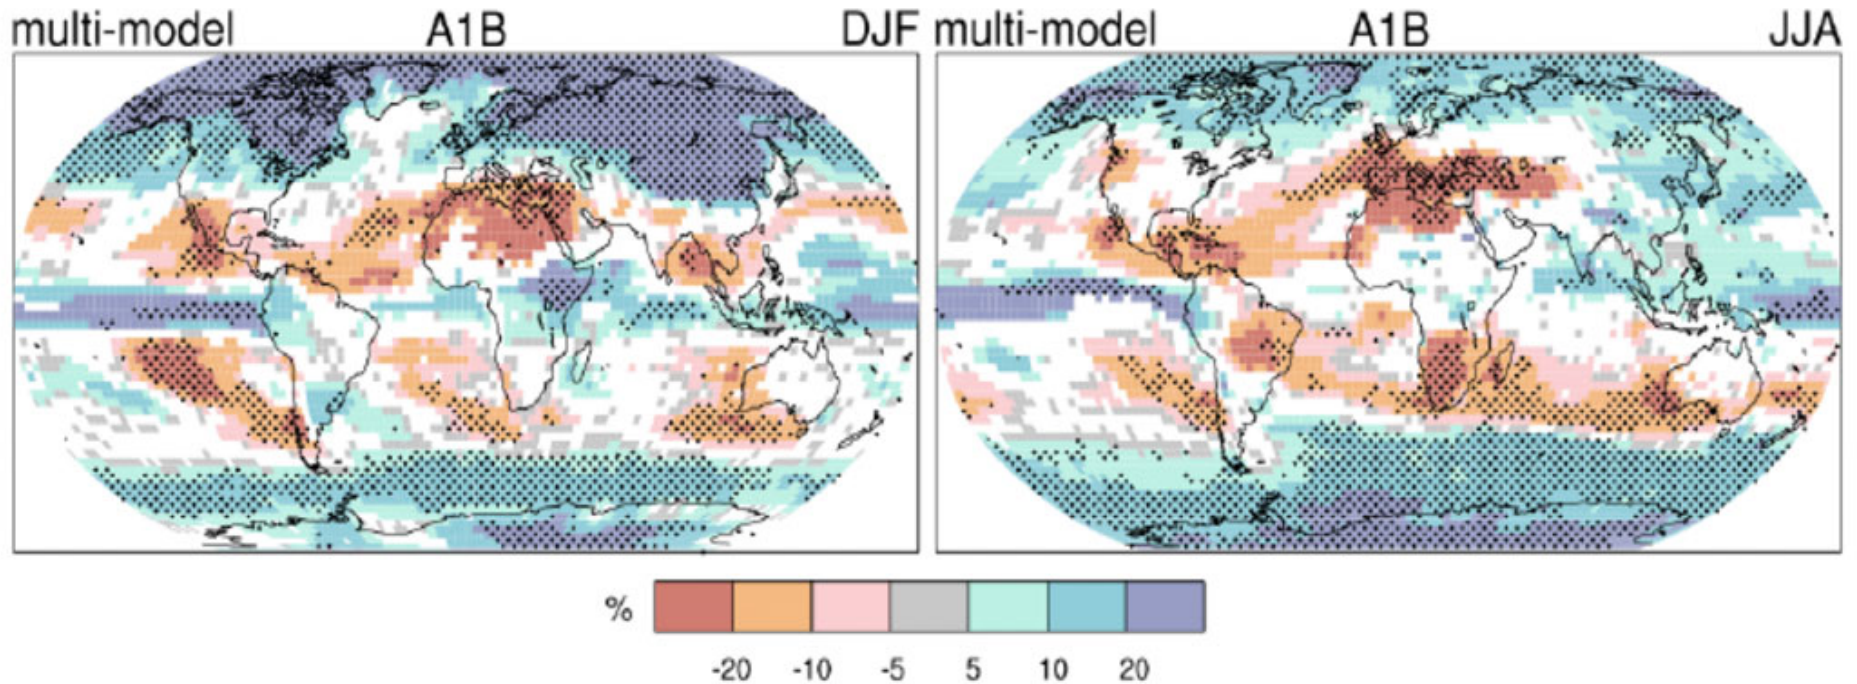 multi-model A1B DJF
multi-model A1B JJA
%
-20 -10 -5 5 10 20